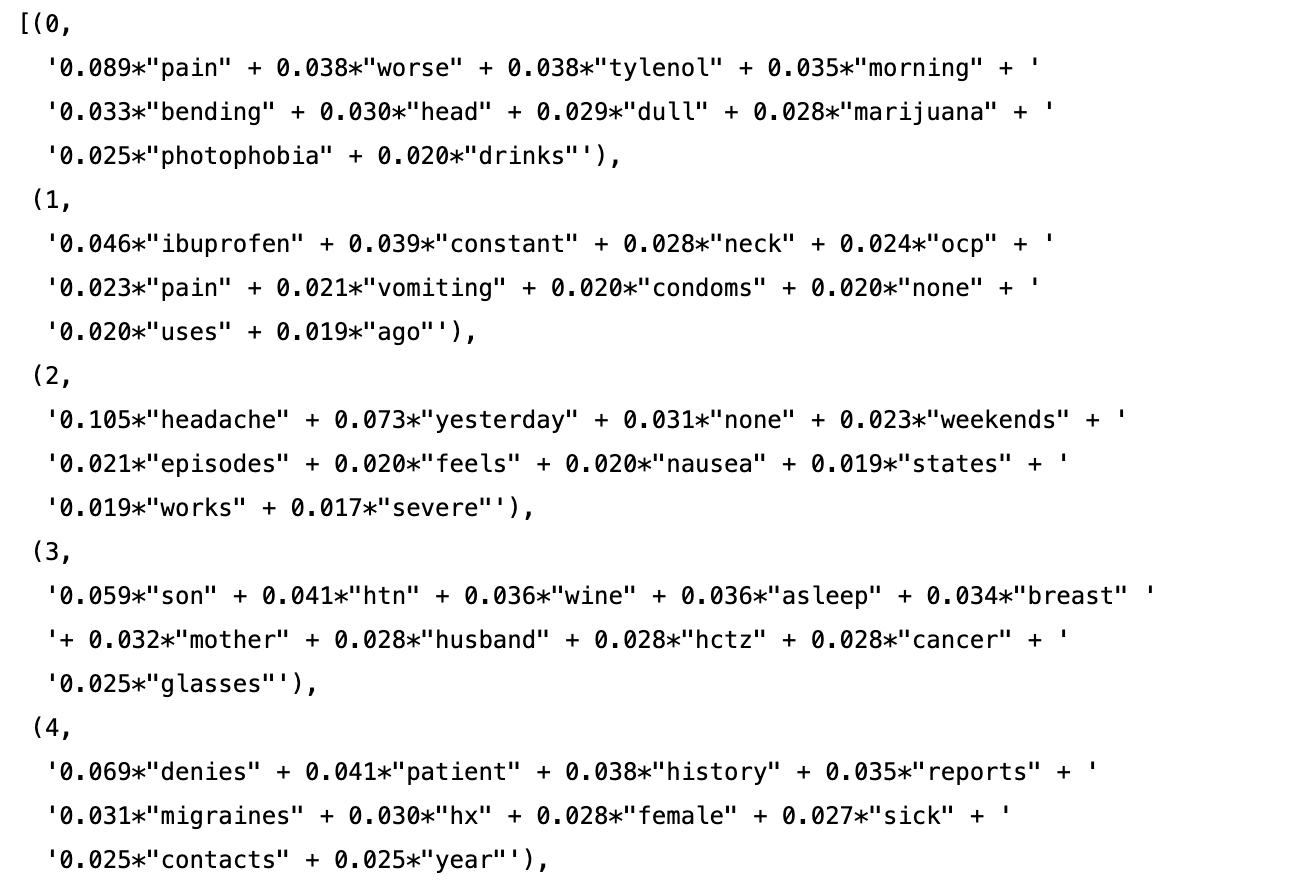 [(0,
'0.089*"pain" + 0.038*"worse" + 0.038*"tylenol" + 0.035*"morning" + '
'0.033*"bending" + 0.030*"head" + 0.029*"dull" + 0.028*"marijuana" + '
'0.025*"photophobia" + 0.020*"drinks"'),
(1,
'0.046*"ibuprofen" + 0.039*"constant" + 0.028*"neck" + 0.024*"ocp" + '
'0.023*"pain" + 0.021*"vomiting" + 0.020*"condoms" + 0.020*"none" + '
'0.020*"uses" + 0.019*"ago"'),
(2,
'0.105*"headache" + 0.073*"yesterday" + 0.031*"none" + 0.023*"weekends" + '
'0.021*"episodes" + 0.020*"feels" + 0.020*"nausea" + 0.019*"states" + '
'0.019*"works" + 0.017*"severe"'),
(3,
'0.059*"son" + 0.041*"htn" + 0.036*"wine" + 0.036*"asleep" + 0.034*"breast" '
'+ 0.032*"mother" + 0.028*"husband" + 0.028*"hctz" + 0.028*"cancer" + '
'0.025*"glasses"'),
(4,
'0.069*"denies" + 0.041*"patient" + 0.038*"history" + 0.035*"reports" + '
'0.031*"migraines" + 0.030*"hx" + 0.028*"female" + 0.027*"sick" + '
'0.025*"contacts" + 0.025*"year"'),